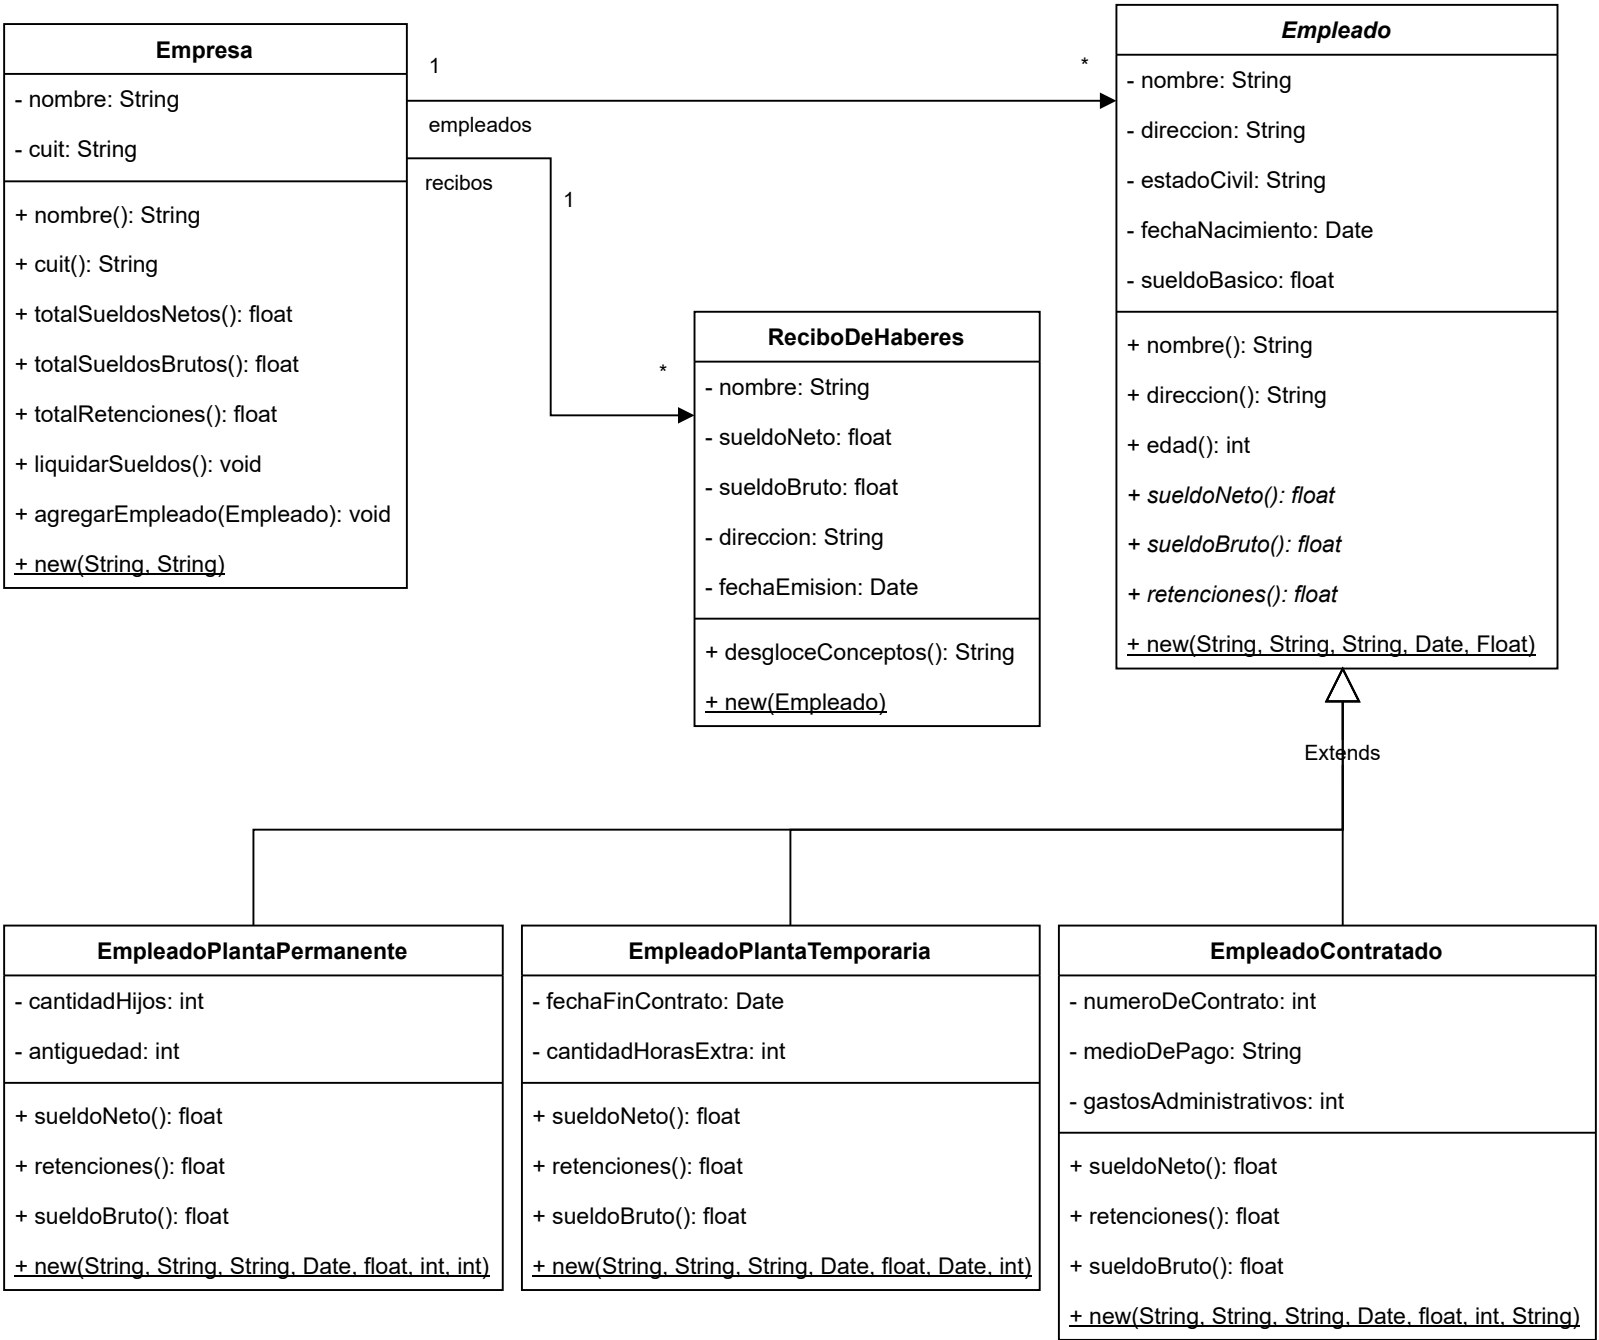 Empresa
- nombre: String
- cuit: String
+ nombre(): String
+ cuit(): String
+ totalSueldosNetos(): float
+ totalSueldosBrutos(): float
+ totalRetenciones(): float
+ liquidarSueldos(): void
+ agregarEmpleado(Empleado): void
+ new(String, String)
1
*
empleados
recibos
1
*
Empleado
- nombre: String
- direccion: String
- estadoCivil: String
- fechaNacimiento: Date
- sueldoBasico: float
+ nombre(): String
+ direccion(): String
+ edad(): int
+ sueldoNeto(): float
+ sueldoBruto(): float
+ retenciones(): float
+ new(String, String, String, Date, Float)
ReciboDeHaberes
- nombre: String
- sueldoNeto: float
- sueldoBruto: float
- direccion: String
- fechaEmision: Date
+ desgloceConceptos(): String
+ new(Empleado)
Extends
EmpleadoPlantaPermanente
- cantidadHijos: int
- antiguedad: int
+ sueldoNeto(): float
+ retenciones(): float
+ sueldoBruto(): float
+ new(String, String, String, Date, float, int, int)
EmpleadoPlantaTemporaria
- fechaFinContrato: Date
- cantidadHorasExtra: int
+ sueldoNeto(): float
+ retenciones(): float
+ sueldoBruto(): float
+ new(String, String, String, Date, float, Date, int)
EmpleadoContratado
- numeroDeContrato: int
- medioDePago: String
- gastosAdministrativos: int
+ sueldoNeto(): float
+ retenciones(): float
+ sueldoBruto(): float
+ new(String, String, String, Date, float, int, String)